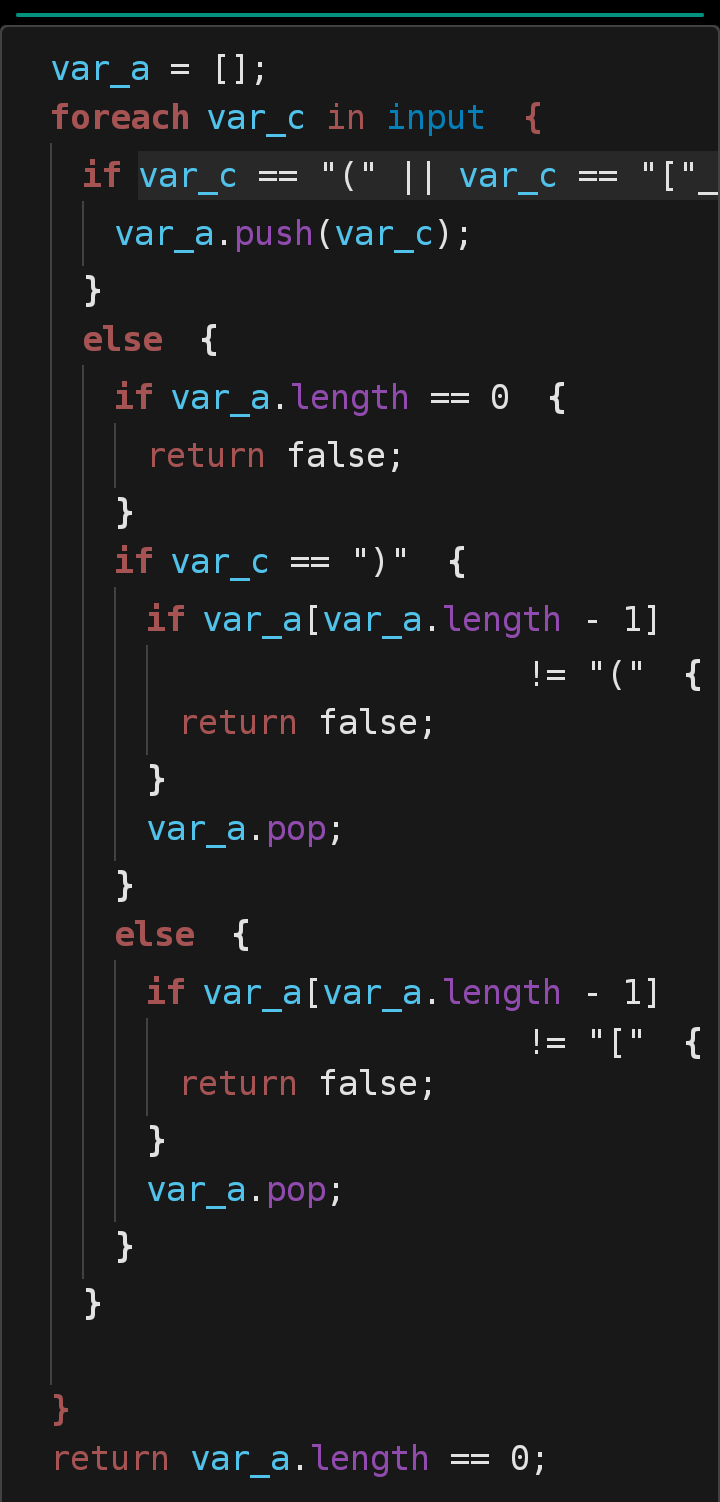 var_a = [];
foreach var_c in input {
if var_c == "(" || var_c == "["_
var_a.push(var_c);
}
else {
if var_a.length == 0 {
return false;
}
if var_c == ")" {
if var_a[var_a.length - 1]
!= "(" {
return false;
}
var_a.pop;
}
else {
if var_a[var_a.length - 1]
!= "[" {
return false;
}
var_a.pop;
}
}
}
return var_a.length == 0;